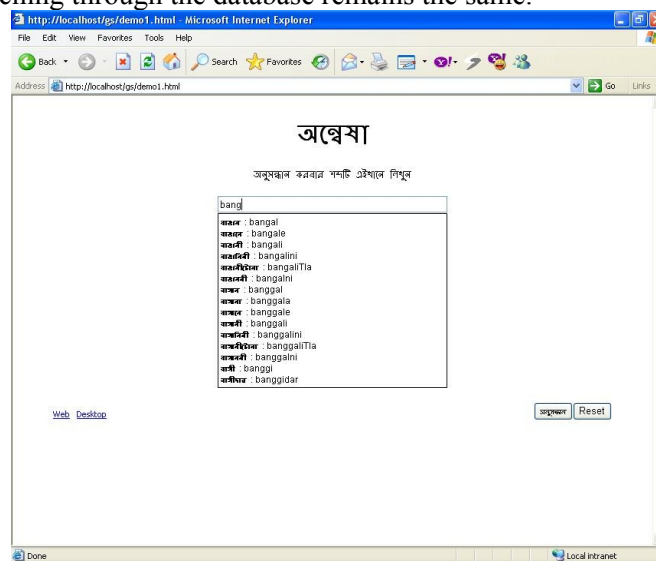 through the database remains the same.
http://localhost/gs/demo1.html - Microsoft Internet Explorer
File Edit View Favorites Tools Help
Back Search Favorites
Address http://localhost/gs/demo1.html Go Links
অন্বেষা
অনুসন্ধান করবার শব্দটি এইখানে লিখুন
bang
: bangal
: bangale
বাঙালী : bangali
বাঙালিনী : bangalini
: bangaliTla
: bangalni
: banggal
: banggala
: banggale
: banggali
: banggalini
: banggaliTla
: banggalni
: banggi
: banggidar
Web Desktop অনুসন্ধান Reset
Done Local intranet